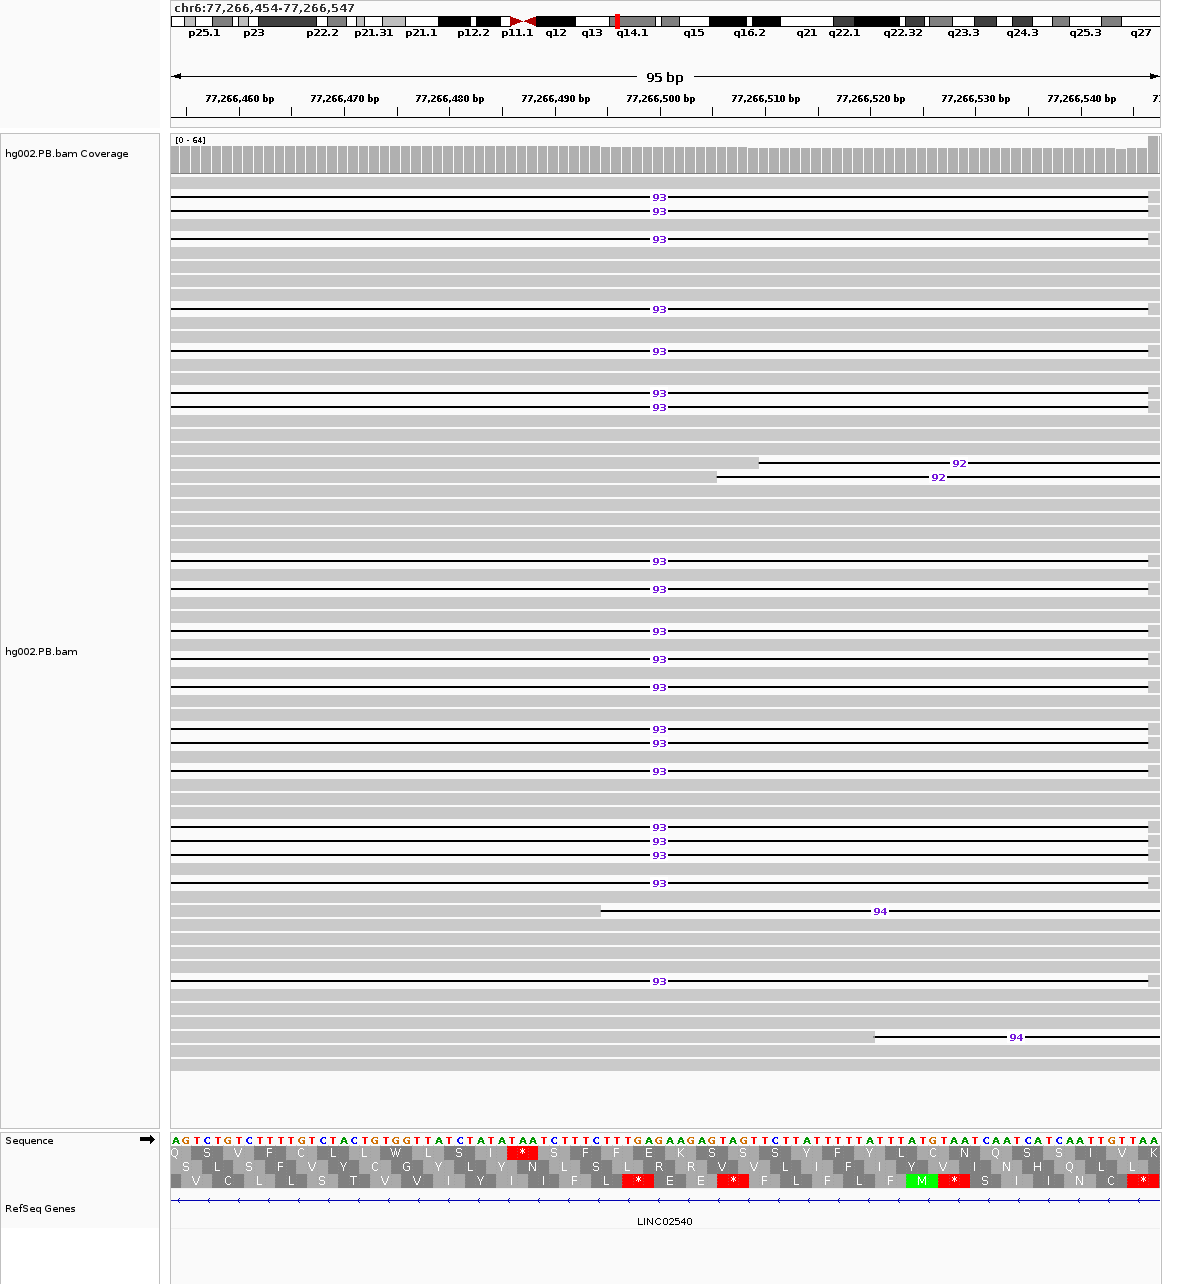 chr6:77,266,454-77,266,547
p25.1 p23 p22.2 p21.31 p21.1 p12.2 p11.1 q12 q13 q14.1 q15 q16.2 q21 q22.1 q22.32 q23.3 q24.3 q25.3 q27
95 bp
77,266,460 bp 77,266,470 bp 77,266,480 bp 77,266,490 bp 77,266,500 bp 77,266,510 bp 77,266,520 bp 77,266,530 bp 77,266,540 bp 7
[0 - 64]
hg002.PB.bam Coverage
93
93
93
93
93
93
93
92
92
93
93
93
hg002.PB.bam
93
93
93
93
93
93
93
93
93
94
93
94
Sequence
AGTCTGTCTTTTGTCTACTGTGGTTATCTATATAATCTTTCTTTGAGAAGAGTAGTTCTTATTTTTATTTATGTAATCAATCATCAATTGTTAA
Q S V F C L L W L S I * S F F E K S S S Y F Y L C N Q S S I V K
S L S F V Y C G Y L Y N L S L R R V V L I F I Y V I N H Q L L
V C L L S T V V I Y I I F L * E E * F L F L F M * S I I N C *
RefSeq Genes
LINC02540